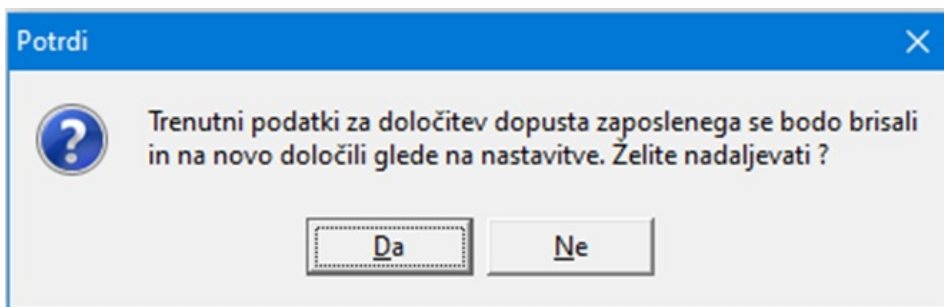 Potrdi
Trenutni podatki za določitev dopusta zaposlenega se bodo brisali
in na novo določili glede na nastavitve. Želite nadaljevati ?
Da
Ne